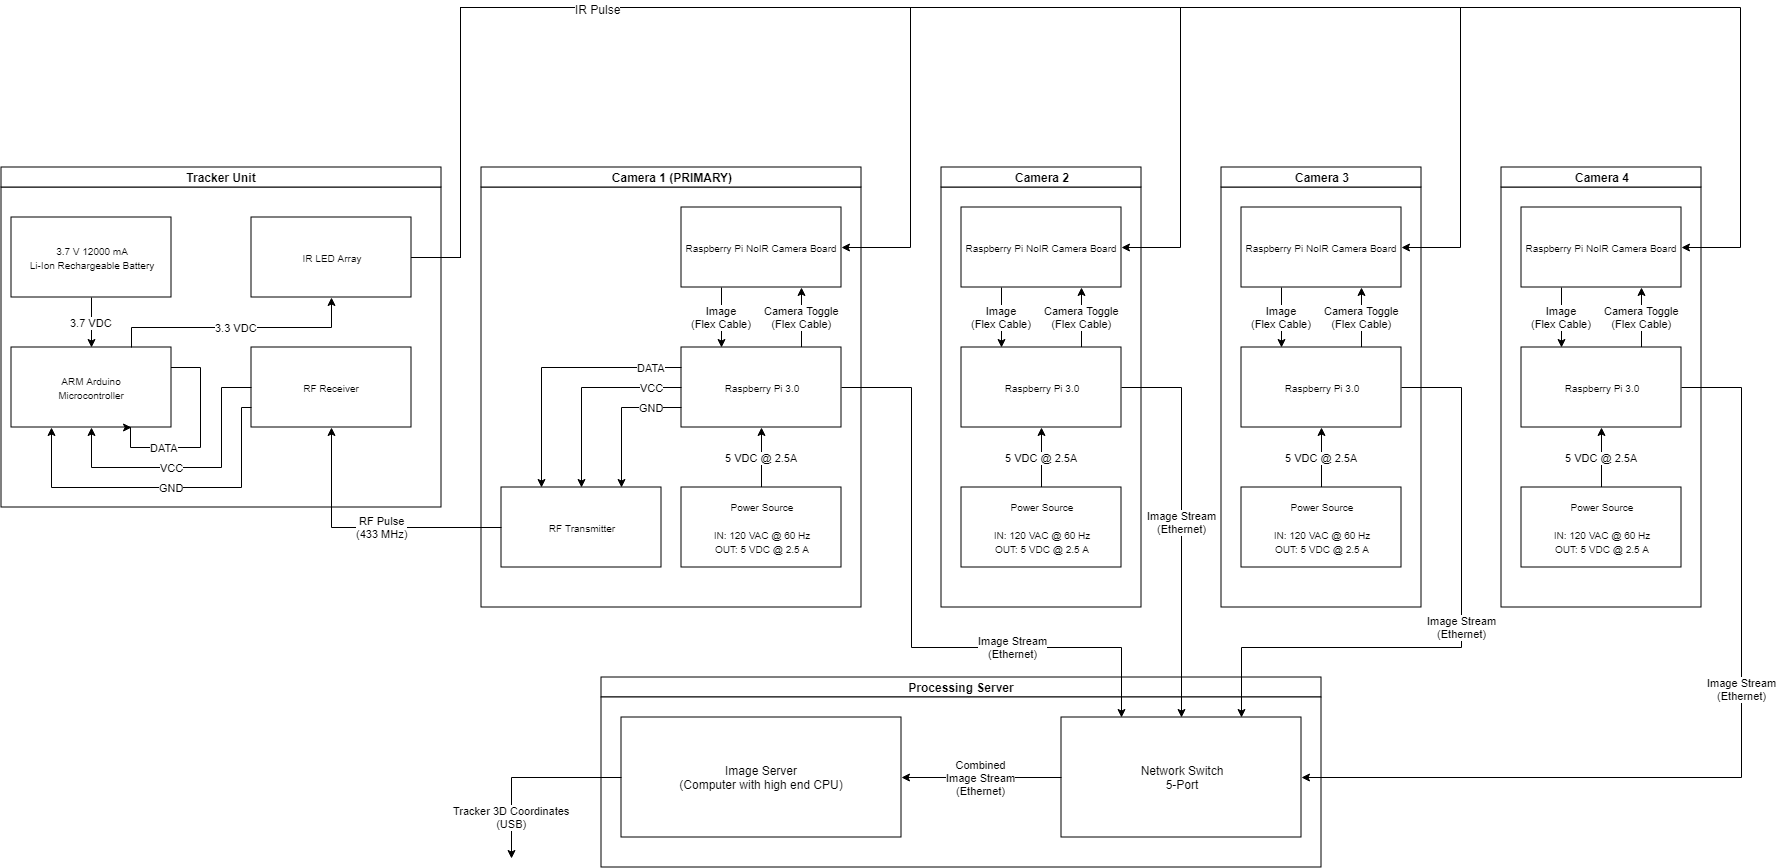 IR Pulse
Tracker Unit
3.7 V 12000 mA
Li-Ion Rechargeable Battery
IR LED Array
3.7 VDC
3.3 VDC
ARM Arduino
Microcontroller
RF Receiver
DATA
VCC
GND
RF Pulse
(433 MHz)
Camera 1 (PRIMARY)
Raspberry Pi NoIR Camera Board
Image
(Flex Cable)
Camera Toggle
(Flex Cable)
DATA
VCC
GND
Raspberry Pi 3.0
5 VDC @ 2.5A
RF Transmitter
Power Source
IN: 120 VAC @ 60 Hz
OUT: 5 VDC @ 2.5 A
Camera 2
Raspberry Pi NoIR Camera Board
Image
(Flex Cable)
Camera Toggle
(Flex Cable)
Raspberry Pi 3.0
5 VDC @ 2.5A
Power Source
IN: 120 VAC @ 60 Hz
OUT: 5 VDC @ 2.5 A
Image Stream
(Ethernet)
Camera 3
Raspberry Pi NoIR Camera Board
Image
(Flex Cable)
Camera Toggle
(Flex Cable)
Raspberry Pi 3.0
5 VDC @ 2.5A
Power Source
IN: 120 VAC @ 60 Hz
OUT: 5 VDC @ 2.5 A
Image Stream
(Ethernet)
Camera 4
Raspberry Pi NoIR Camera Board
Image
(Flex Cable)
Camera Toggle
(Flex Cable)
Raspberry Pi 3.0
5 VDC @ 2.5A
Power Source
IN: 120 VAC @ 60 Hz
OUT: 5 VDC @ 2.5 A
Image Stream
(Ethernet)
Image Stream
(Ethernet)
Processing Server
Image Server
(Computer with high end CPU)
Combined
Image Stream
(Ethernet)
Network Switch
5-Port
Tracker 3D Coordinates
(USB)